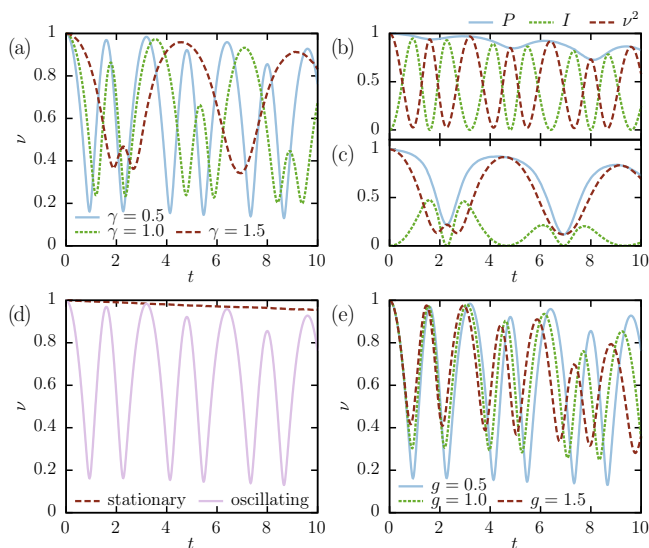 P I ν²
(a) (b)
1 1
0.8
0.5
0.6
0
ν
(c) 1
0.4
0.5
0.2 γ = 0.5
γ = 1.0 γ = 1.5
0 0
0 2 4 6 8 10 0 2 4 6 8 10
t t
(d) (e)
1 1
0.8 0.8
0.6 0.6
ν ν
0.4 0.4
0.2 0.2 g = 0.5
stationary oscillating g = 1.0 g = 1.5
0 0
0 2 4 6 8 10 0 2 4 6 8 10
t t